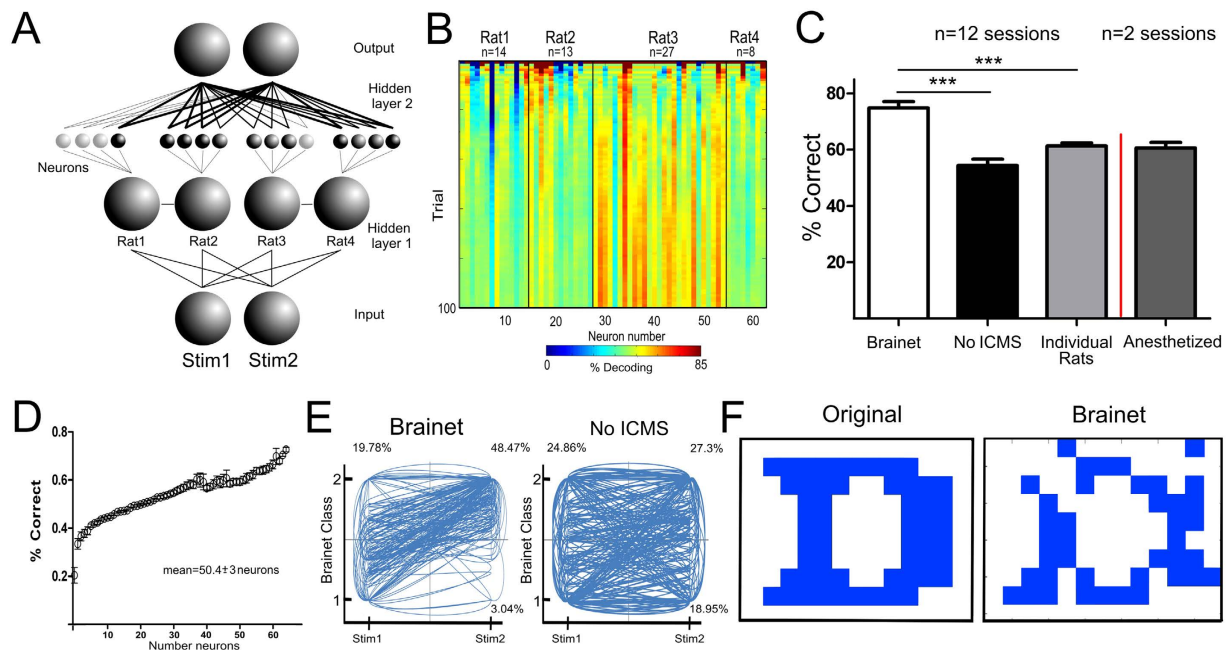 A
Output
Hidden
layer 2
Neurons
Rat1
Rat2
Rat3
Rat4
Hidden
layer 1
Input
Stim1
Stim2
B
Rat1
n=14
Rat2
n=13
Rat3
n=27
Rat4
n=8
Trial
100
10
20
30
40
50
60
Neuron number
0
85
% Decoding
C
n=12 sessions
n=2 sessions
***
***
% Correct
80
60
40
20
Brainet
No ICMS
Individual
Rats
Anesthetized
D
% Correct
0.8
0.6
0.4
0.2
mean=50.4±3neurons
10
20
30
40
50
60
Number neurons
E
Brainet
19.78%
48.47%
Brainet Class
2
1
3.04%
Stim1
Stim2
No ICMS
24.86%
27.3%
Brainet Class
2
1
18.95%
Stim1
Stim2
F
Original
Brainet